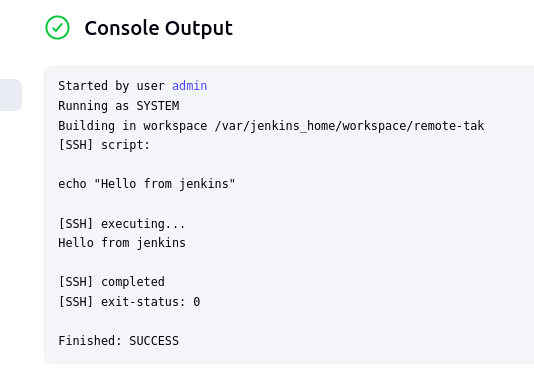 Console Output
Started by user admin
Running as SYSTEM
Building in workspace /var/jenkins_home/workspace/remote-tak
[SSH] script:
echo "Hello from jenkins"
[SSH] executing...
Hello from jenkins
[SSH] completed
[SSH] exit-status: 0
Finished: SUCCESS